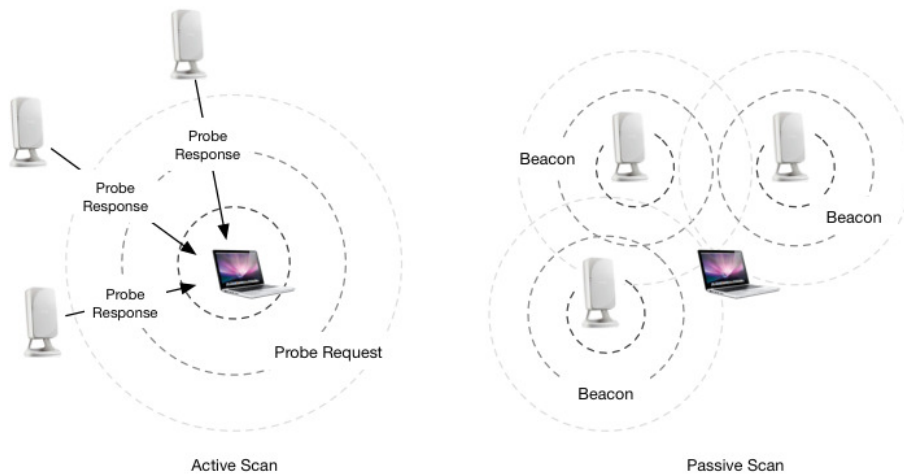 Probe
Response
Probe
Response
Probe
Response
Probe Request
Active Scan
Beacon
Beacon
Beacon
Passive Scan